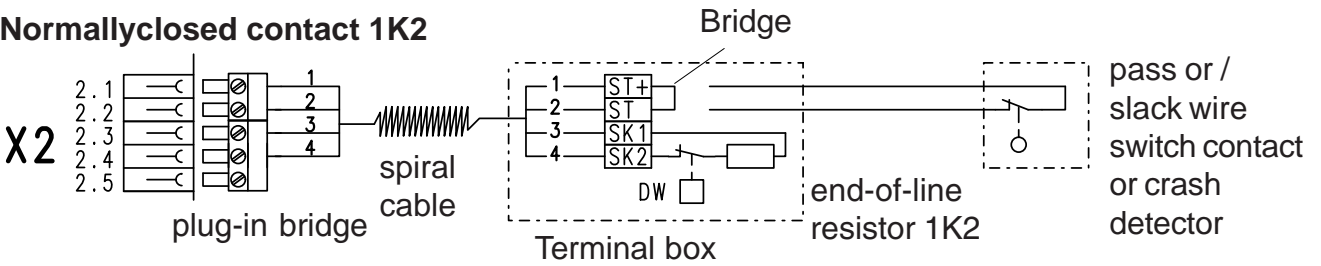 Normallyclosed contact 1K2
Bridge
X2
2.1
2.2
2.3
2.4
2.5
1
2
3
4
plug-in bridge
spiral
cable
1
2
3
4
ST+
ST
SK1
SK2
DW
Terminal box
end-of-line
resistor 1K2
pass or /
slack wire
switch contact
or crash
detector